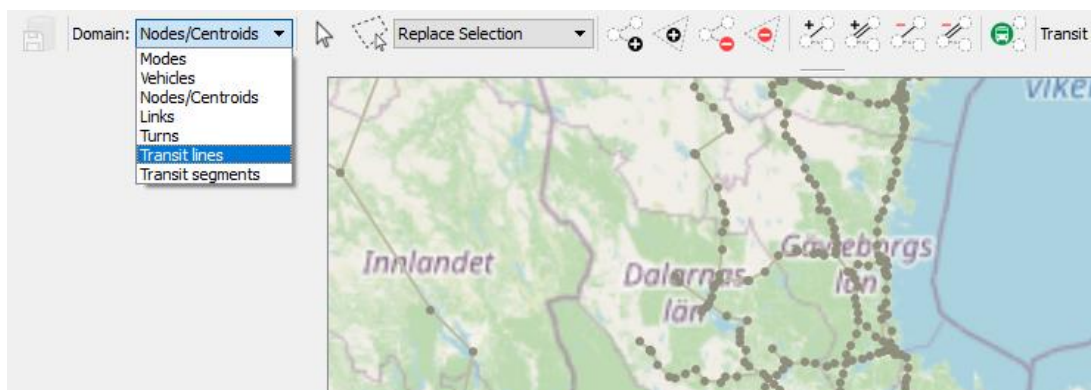 Domain: Nodes/Centroids Replace Selection Transit
Modes
Vehicles
Nodes/Centroids
Links
Turns
Transit lines
Transit segments
vike
Innlandet
Dalarnas
län
Gävleborgs
län